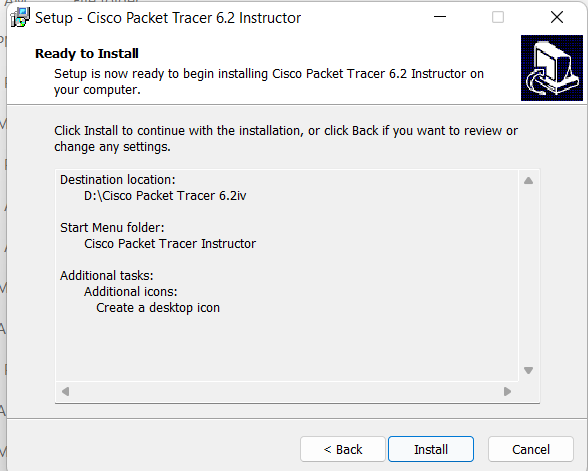 Setup - Cisco Packet Tracer 6.2 Instructor
Ready to Install
Setup is now ready to begin installing Cisco Packet Tracer 6.2 Instructor on
your computer.
Click Install to continue with the installation, or click Back if you want to review or
change any settings.
Destination location:
D:\Cisco Packet Tracer 6.2iv
Start Menu folder:
Cisco Packet Tracer Instructor
Additional tasks:
Additional icons:
Create a desktop icon
< Back
Install
Cancel